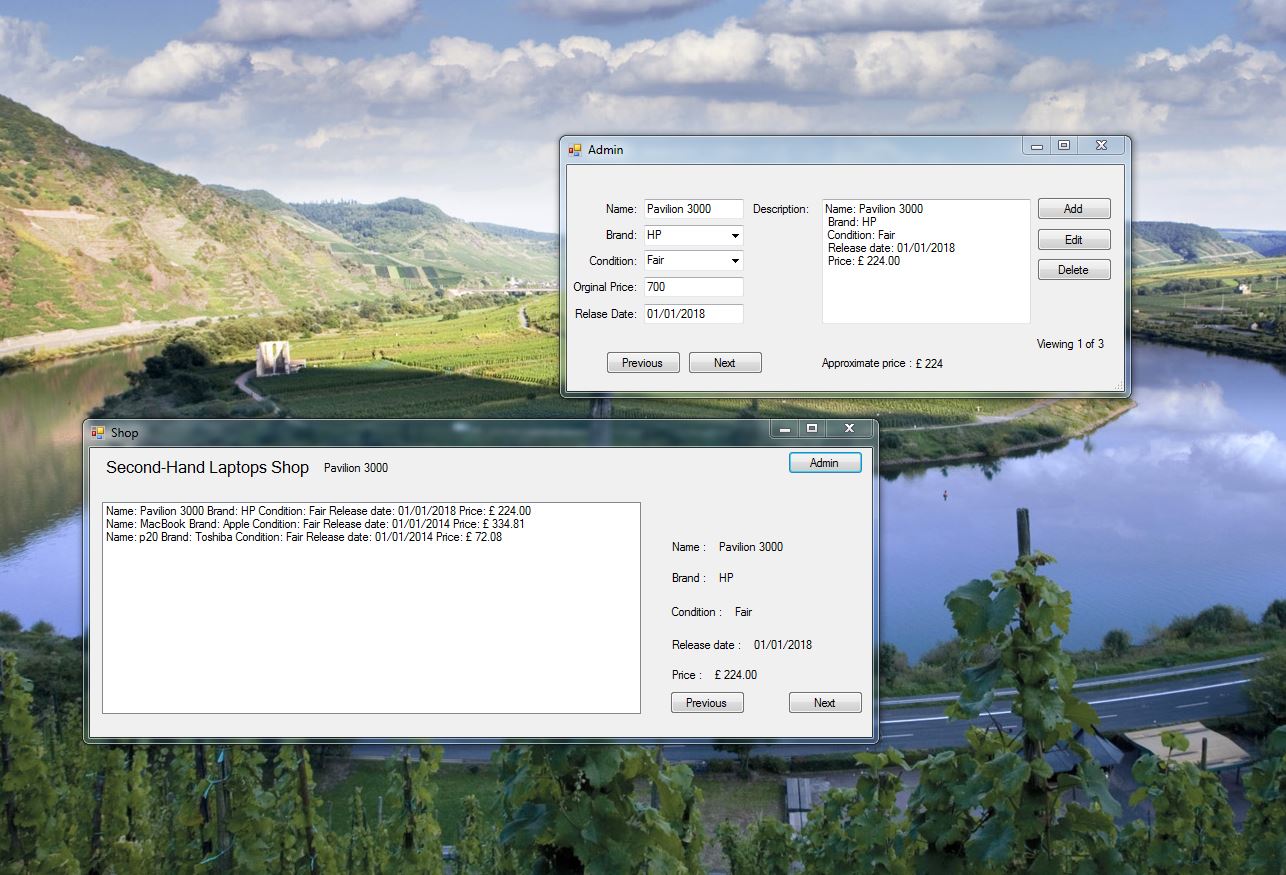 Admin
Name: Pavilion 3000
Brand: HP
Condition: Fair
Orginal Price: 700
Relase Date: 01/01/2018
Previous Next
Description:
Name: Pavilion 3000
Brand: HP
Condition: Fair
Release date: 01/01/2018
Price: £ 224.00
Add
Edit
Delete
Viewing 1 of 3
Approximate price : £ 224
Shop
Second-Hand Laptops Shop Pavilion 3000 Admin
Name: Pavilion 3000 Brand: HP Condition: Fair Release date: 01/01/2018 Price: £ 224.00
Name: MacBook Brand: Apple Condition: Fair Release date: 01/01/2014 Price: £ 334.81
Name: p20 Brand: Toshiba Condition: Fair Release date: 01/01/2014 Price: £ 72.08
Name : Pavilion 3000
Brand : HP
Condition : Fair
Release date : 01/01/2018
Price : £ 224.00
Previous Next